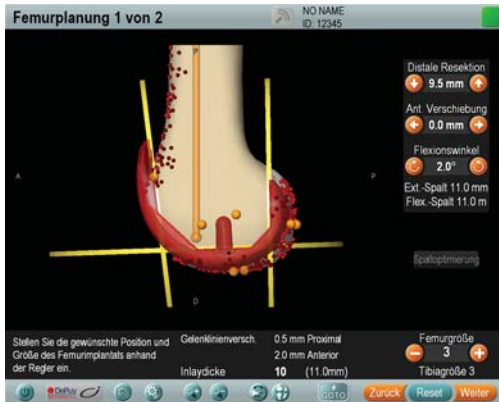 Femurplanung 1 von 2
NO NAME
ID: 12345
Distale Resektion
9.5 mm
Ant. Verschiebung
0.0 mm
Flexionswinkel
2.0°
Ext.-Spalt 11.0 mm
Flex.-Spalt 11.0 m
Spaltoptimierung
A
P
D
Stellen Sie die gewünschte Position und
Größe des Femurimplantats anhand
der Regler ein.
Gelenklinienversch.
0.5 mm Proximal
2.0 mm Anterior
Inlaydicke
10 (11.0mm)
Femurgröße
3
Tibiagröße 3
DePuy
GOTO
Zurück
Reset
Weiter